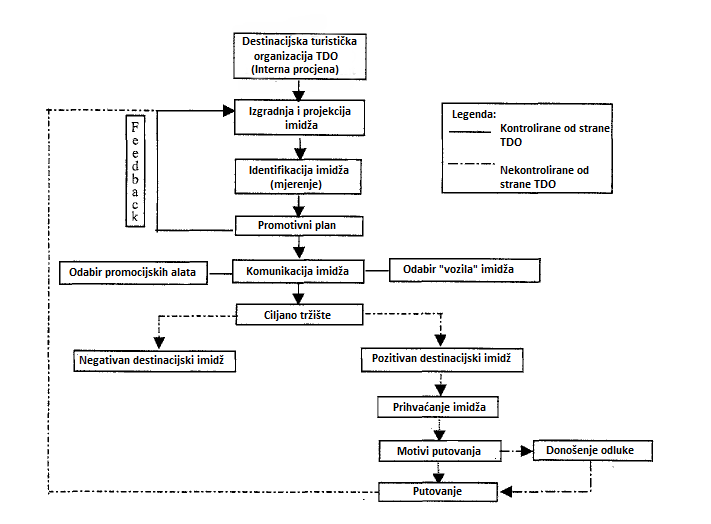 Destinacijska turistička
organizacija TDO
(Interna procjena)
Izgradnja i projekcija
imidža
Legenda:
Kontrolirane od strane
TDO
Nekontrolirane od
strane TDO
Feedback
Identifikacija imidža
(mjerenje)
Promotivni plan
Odabir promocijskih alata
Komunikacija imidža
Odabir "vozila" imidža
Ciljano tržište
Negativan destinacijski imidž
Pozitivan destinacijski imidž
Prihvaćanje imidža
Motivi putovanja
Donošenje odluke
Putovanje